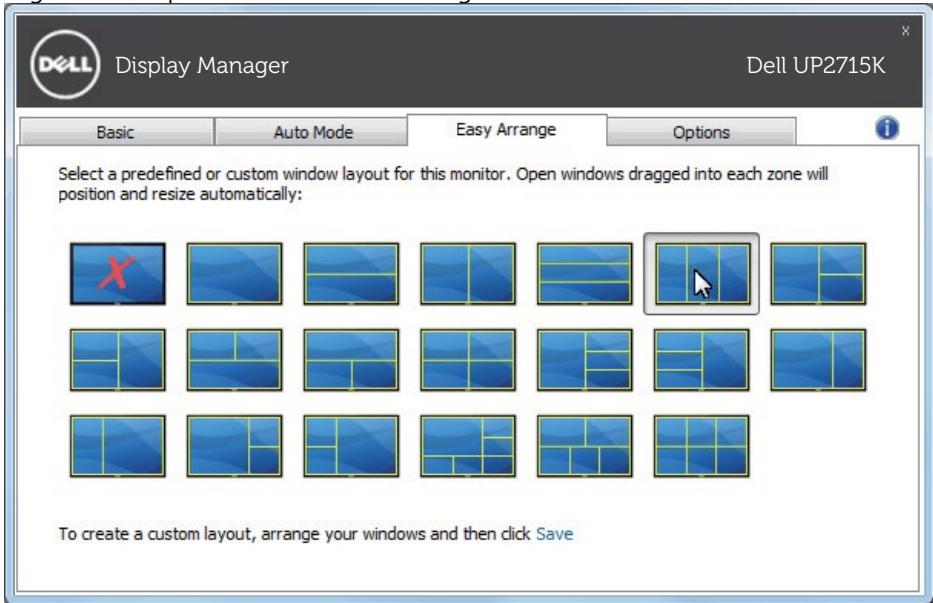 DELL Display Manager
x
Dell UP2715K
Basic Auto Mode Easy Arrange Options
Select a predefined or custom window layout for this monitor. Open windows dragged into each zone will
position and resize automatically:
X
To create a custom layout, arrange your windows and then click Save